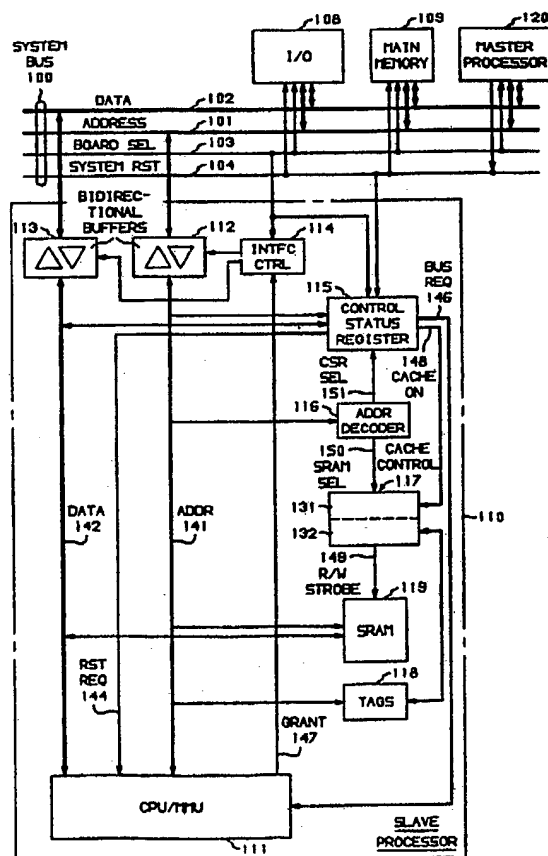 SYSTEM
BUS
100
108
I/O
109
MAIN
MEMORY
120
MASTER
PROCESSOR
DATA
102
ADDRESS
101
BOARD SEL
103
SYSTEM RST
104
BIDIREC-
TIONAL
BUFFERS
113
112
114
INTFC
CTRL
115
CONTROL
STATUS
REGISTER
BUS
REQ
146
148
CACHE
ON
CSR
SEL
151
116
ADDR
DECODER
150
SRAM
SEL
CACHE
CONTROL
117
131
132
110
149
R/W
STROBE
119
SRAM
DATA
142
ADDR
141
118
TAGS
RST
REQ
144
GRANT
147
CPU/MMU
111
SLAVE
PROCESSOR